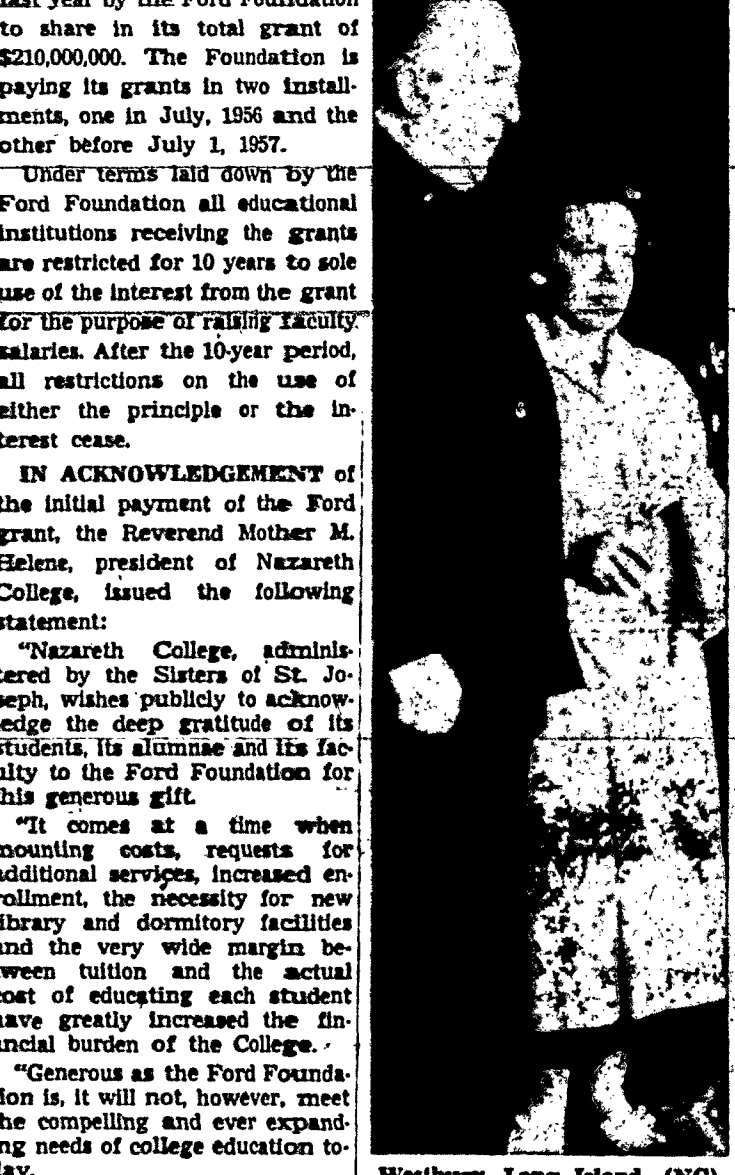 last year by the Ford Foundation
to share in its total grant of
$210,000,000. The Foundation is
paying its grants in two install-
ments, one in July, 1956 and the
other before July 1, 1957.
Under terms laid down by the
Ford Foundation all educational
institutions receiving the grants
are restricted for 10 years to sole
use of the interest from the grant
for the purpose of raising faculty
salaries. After the 10-year period,
all restrictions on the use of
either the principle or the in-
terest cease.
IN ACKNOWLEDGEMENT of
the initial payment of the Ford
grant, the Reverend Mother M.
Helene, president of Nazareth
College, issued the following
statement:
"Nazareth College, adminis-
tered by the Sisters of St. Jo-
seph, wishes publicly to acknow-
ledge the deep gratitude of its
students, its alumnae and its fac-
ulty to the Ford Foundation for
this generous gift.
"It comes at a time when
mounting costs, requests for
additional services, increased en-
rollment, the necessity for new
library and dormitory facilities
and the very wide margin be-
tween tuition and the actual
cost of educating each student
have greatly increased the fin-
ancial burden of the College.
"Generous as the Ford Founda-
tion is, it will not, however, meet
the compelling and ever expand-
ing needs of college education to-
day.
Westbury, Long Island, (NC)